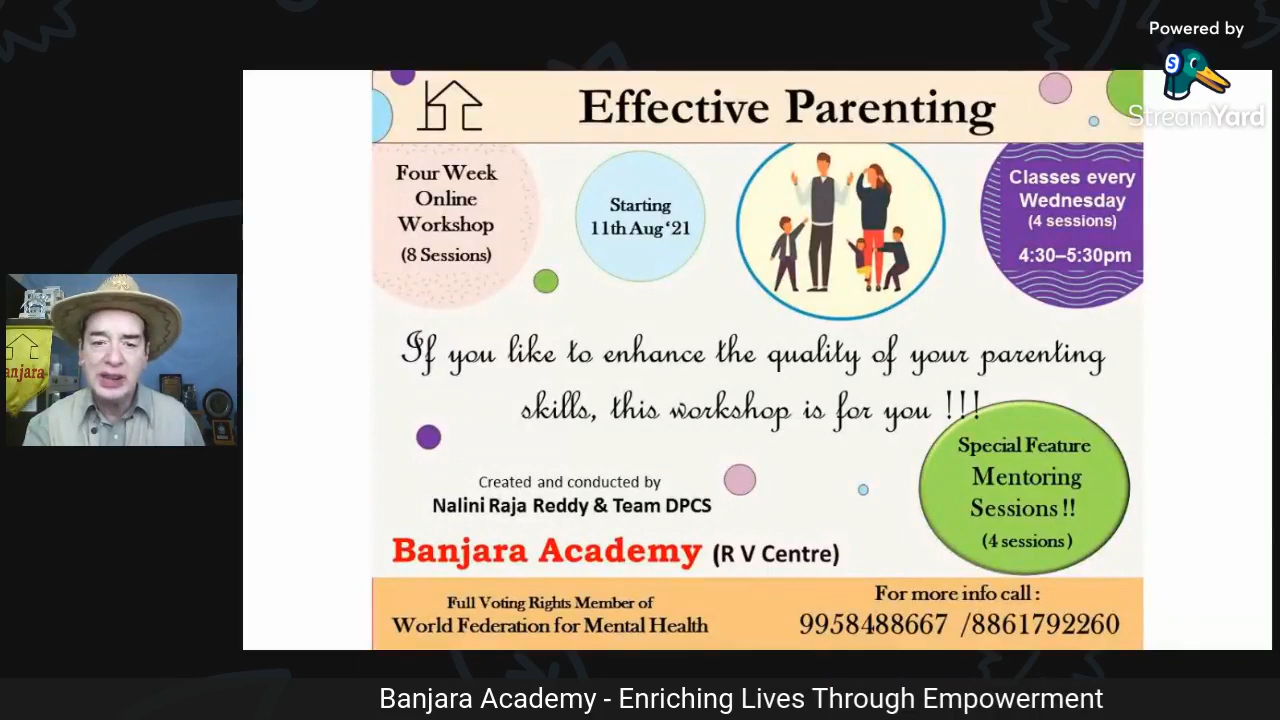 Powered by
S
StreamYard
Effective Parenting
Four Week
Online
Workshop
(8 Sessions)
Starting
11th Aug ‘21
Classes every
Wednesday
(4 sessions)
4:30–5:30pm
If you like to enhance the quality of your parenting
skills, this workshop is for you !!!
Special Feature
Mentoring
Sessions !!
(4 sessions)
Created and conducted by
Nalini Raja Reddy & Team DPCS
Banjara Academy (R V Centre)
Full Voting Rights Member of
World Federation for Mental Health
For more info call :
9958488667 /8861792260
anjara
Banjara Academy - Enriching Lives Through Empowerment